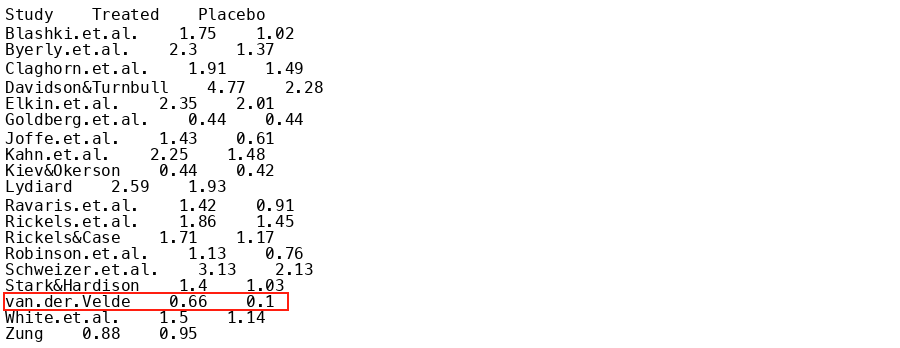 Study    Treated    Placebo
Blashki.et.al.    1.75    1.02
Byerly.et.al.    2.3    1.37
Claghorn.et.al.    1.91    1.49
Davidson&Turnbull    4.77    2.28
Elkin.et.al.    2.35    2.01
Goldberg.et.al.    0.44    0.44
Joffe.et.al.    1.43    0.61
Kahn.et.al.    2.25    1.48
Kiev&Okerson    0.44    0.42
Lydiard    2.59    1.93
Ravaris.et.al.    1.42    0.91
Rickels.et.al.    1.86    1.45
Rickels&Case    1.71    1.17
Robinson.et.al.    1.13    0.76
Schweizer.et.al.    3.13    2.13
Stark&Hardison    1.4    1.03
van.der.Velde    0.66    0.1
White.et.al.    1.5    1.14
Zung    0.88    0.95